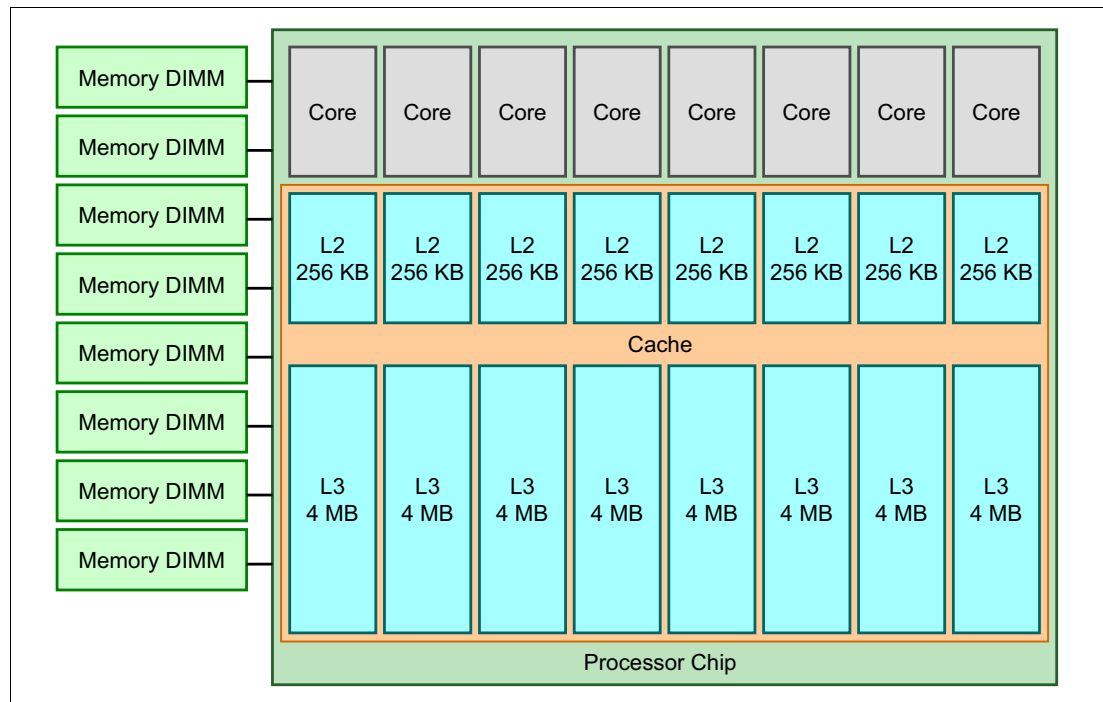 Memory DIMM
Memory DIMM
Memory DIMM
Memory DIMM
Memory DIMM
Memory DIMM
Memory DIMM
Memory DIMM
Core Core Core Core Core Core Core Core
L2 L2 L2 L2 L2 L2 L2 L2
256 KB 256 KB 256 KB 256 KB 256 KB 256 KB 256 KB 256 KB
Cache
L3 L3 L3 L3 L3 L3 L3 L3
4 MB 4 MB 4 MB 4 MB 4 MB 4 MB 4 MB 4 MB
Processor Chip